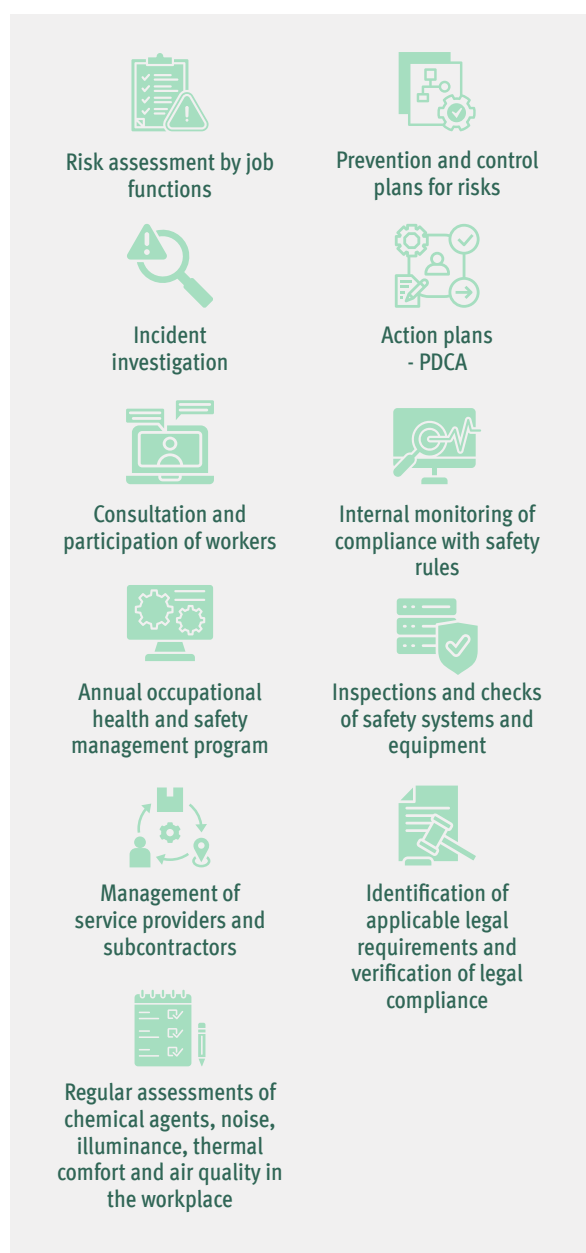 Risk assessment by job
functions
Prevention and control
plans for risks
Incident
investigation
Action plans
- PDCA
Consultation and
participation of workers
Internal monitoring of
compliance with safety
rules
Annual occupational
health and safety
management program
Inspections and checks
of safety systems and
equipment
Management of
service providers and
subcontractors
Identification of
applicable legal
requirements and
verification of legal
compliance
Regular assessments of
chemical agents, noise,
illuminance, thermal
comfort and air quality in
the workplace